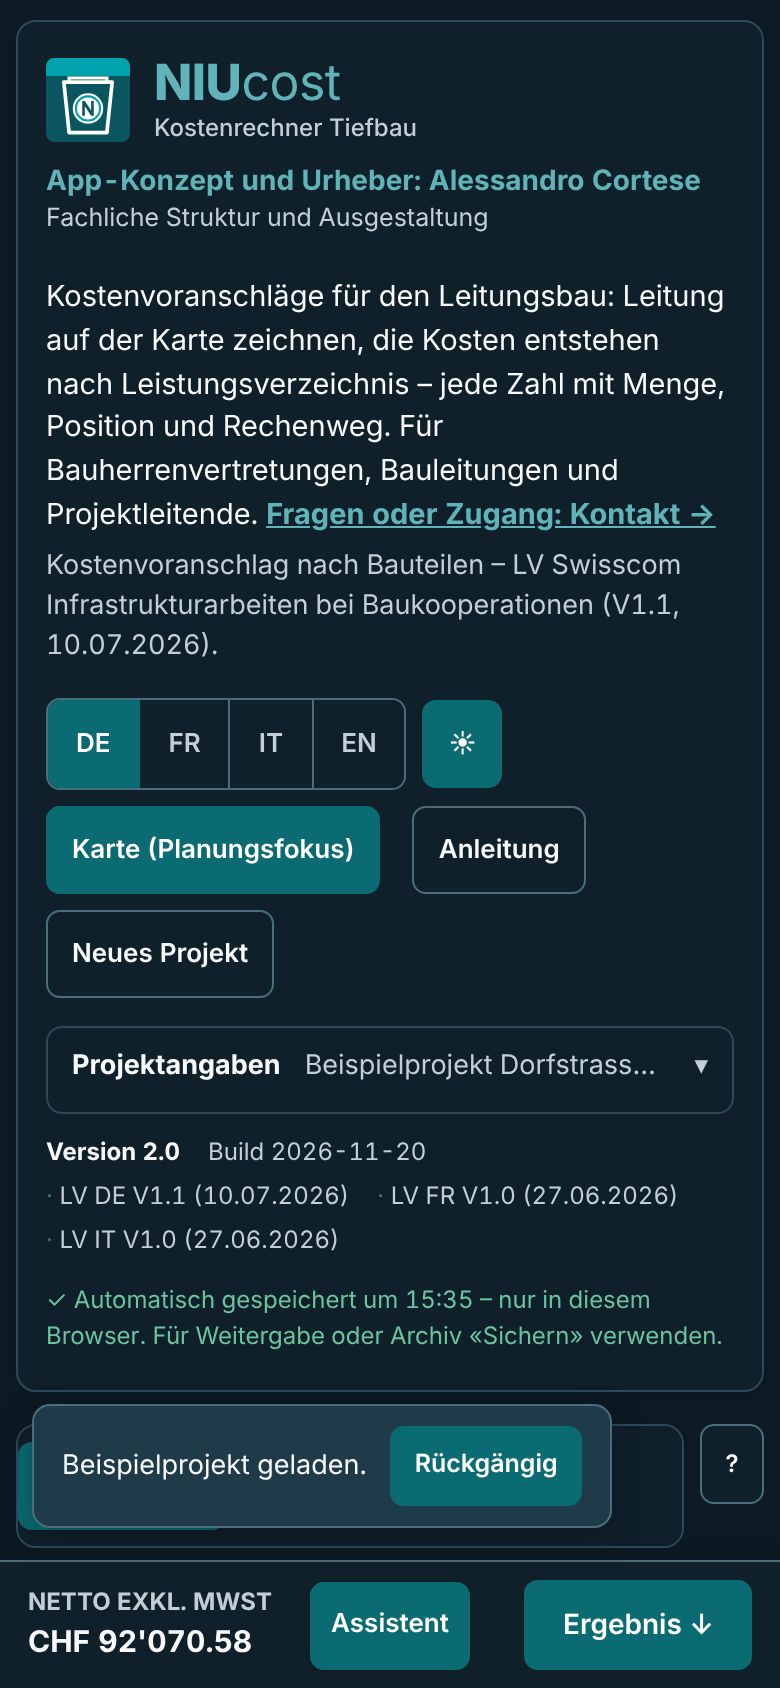 N
NIUcost
Kostenrechner Tiefbau
App-Konzept und Urheber: Alessandro Cortese
Fachliche Struktur und Ausgestaltung
Kostenvoranschläge für den Leitungsbau: Leitung
auf der Karte zeichnen, die Kosten entstehen
nach Leistungsverzeichnis – jede Zahl mit Menge,
Position und Rechenweg. Für
Bauherrenvertretungen, Bauleitungen und
Projektleitende. Fragen oder Zugang: Kontakt →
Kostenvoranschlag nach Bauteilen – LV Swisscom
Infrastrukturarbeiten bei Baukooperationen (V1.1,
10.07.2026).
DE FR IT EN ☀
Karte (Planungsfokus) Anleitung
Neues Projekt
Projektangaben Beispielprojekt Dorfstrass... ▾
Version 2.0 Build 2026-11-20
· LV DE V1.1 (10.07.2026) · LV FR V1.0 (27.06.2026)
· LV IT V1.0 (27.06.2026)
✓ Automatisch gespeichert um 15:35 – nur in diesem
Browser. Für Weitergabe oder Archiv «Sichern» verwenden.
Beispielprojekt geladen. Rückgängig ?
NETTO EXKL. MWST
CHF 92'070.58
Assistent
Ergebnis ↓